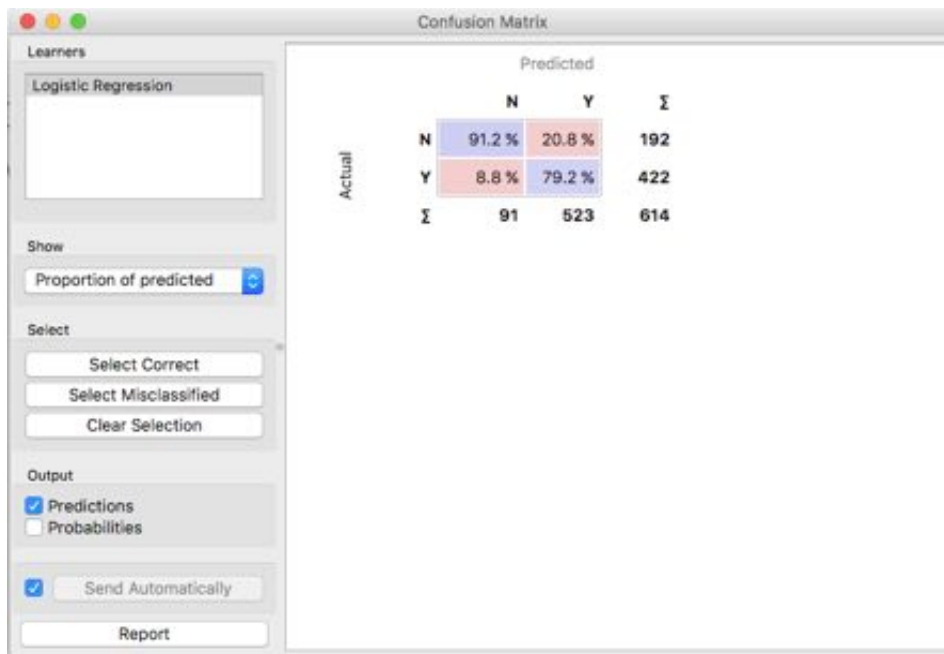 Confusion Matrix
Learners
Logistic Regression
Show
Proportion of predicted
Select
Select Correct
Select Misclassified
Clear Selection
Output
Predictions
Probabilities
Send Automatically
Report
Predicted
N Y Σ
Actual
N 91.2 % 20.8 % 192
Y 8.8 % 79.2 % 422
Σ 91 523 614